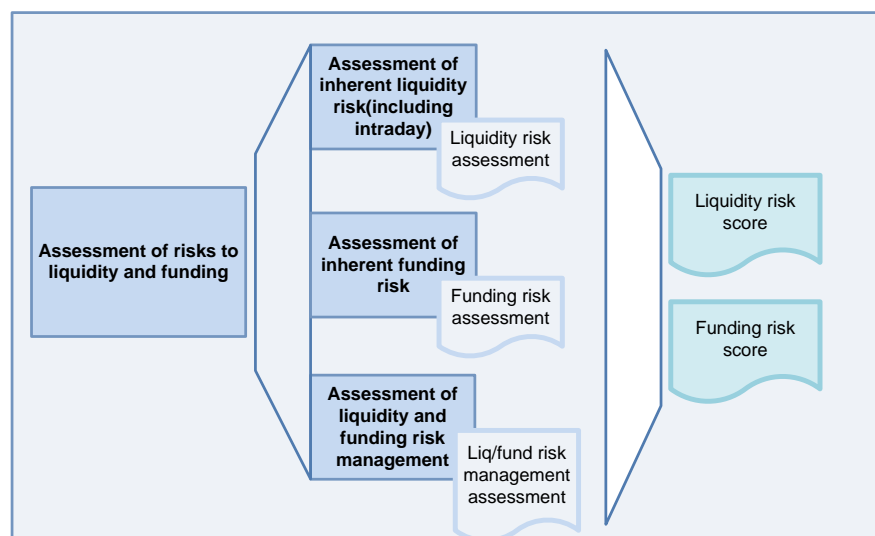 Assessment of risks to
liquidity and funding
Assessment of
inherent liquidity
risk(including
intraday)
Liquidity risk
assessment
Assessment of
inherent funding
risk
Funding risk
assessment
Assessment of
liquidity and
funding risk
management
Liq/fund risk
management
assessment
Liquidity risk
score
Funding risk
score